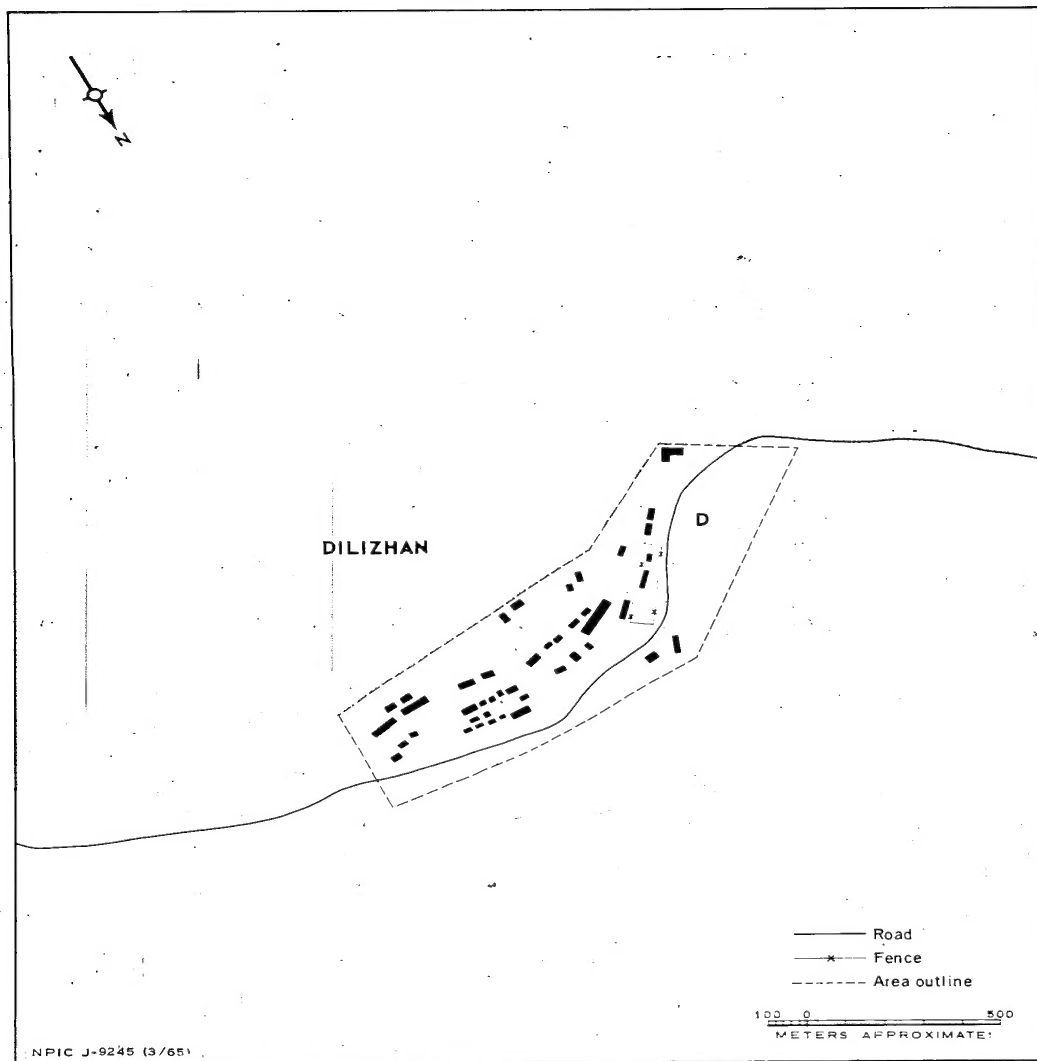 N
D
DILIZHAN
Road
Fence
Area outline
100 0 500
METERS APPROXIMATE
NPIC J-9245 (3/65)